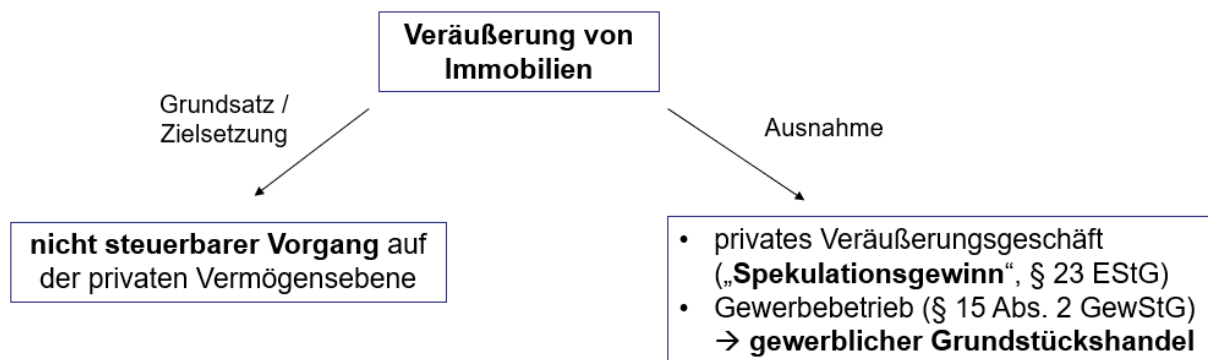 Veräußerung von
Immobilien
Grundsatz /
Zielsetzung
Ausnahme
nicht steuerbarer Vorgang auf
der privaten Vermögensebene
• privates Veräußerungsgeschäft
(„Spekulationsgewinn“, § 23 EStG)
• Gewerbebetrieb (§ 15 Abs. 2 GewStG)
→ gewerblicher Grundstückshandel